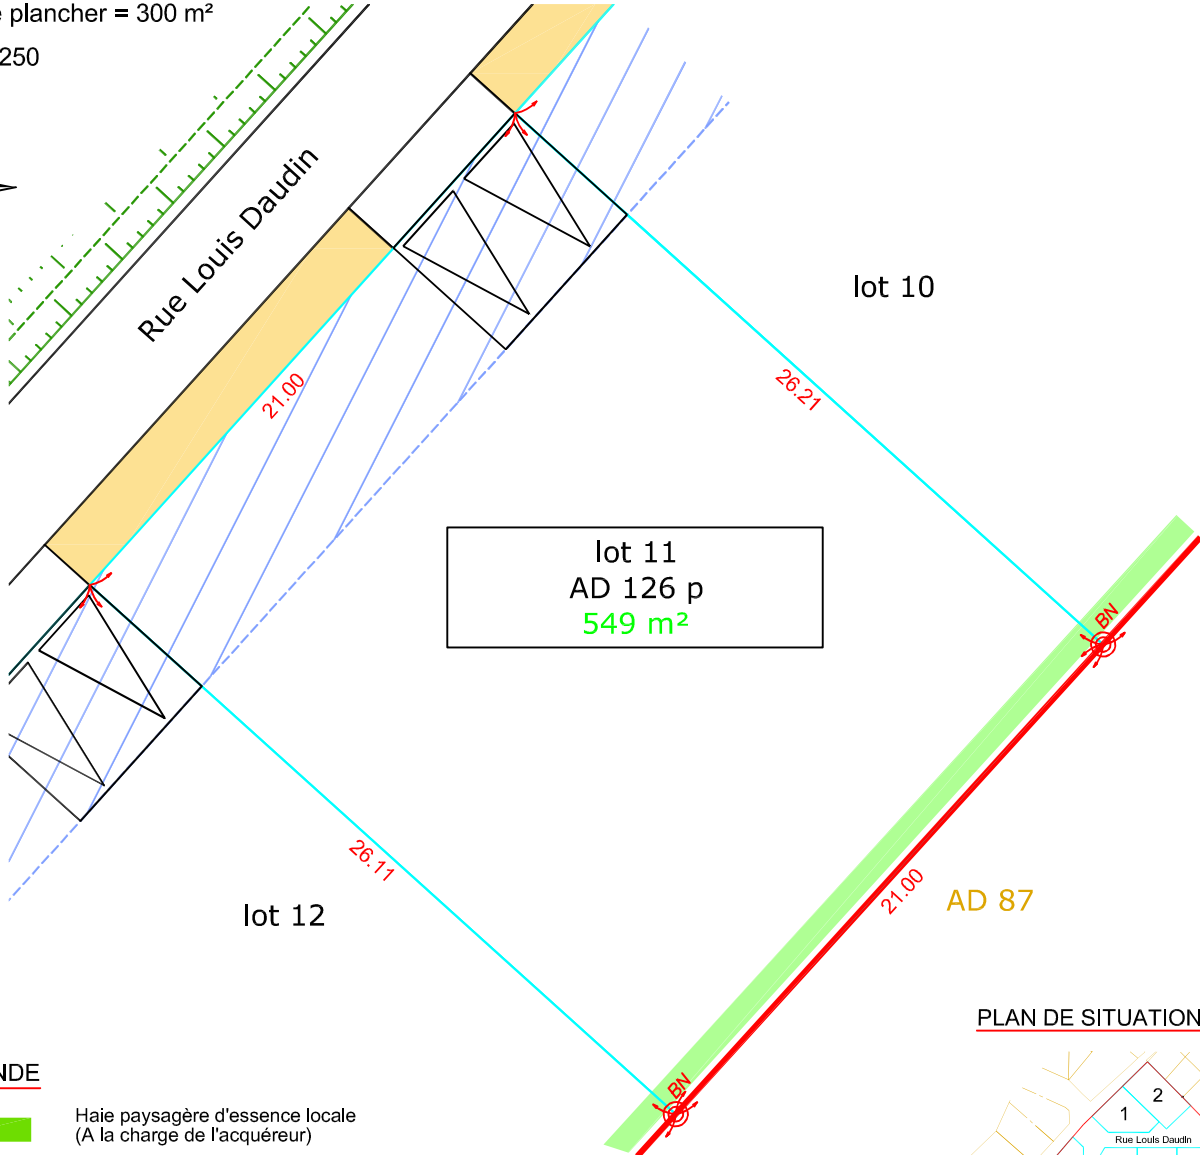 e plancher = 300 m²
250
Rue Louis Daudin
lot 10
21.00
26.21
lot 11
AD 126 p
549 m²
BN
26.11
21.00
AD 87
lot 12
PLAN DE SITUATION
NDE
BN
Haie paysagère d'essence locale
(A la charge de l'acquéreur)
2
1
Rue Louis Daudin